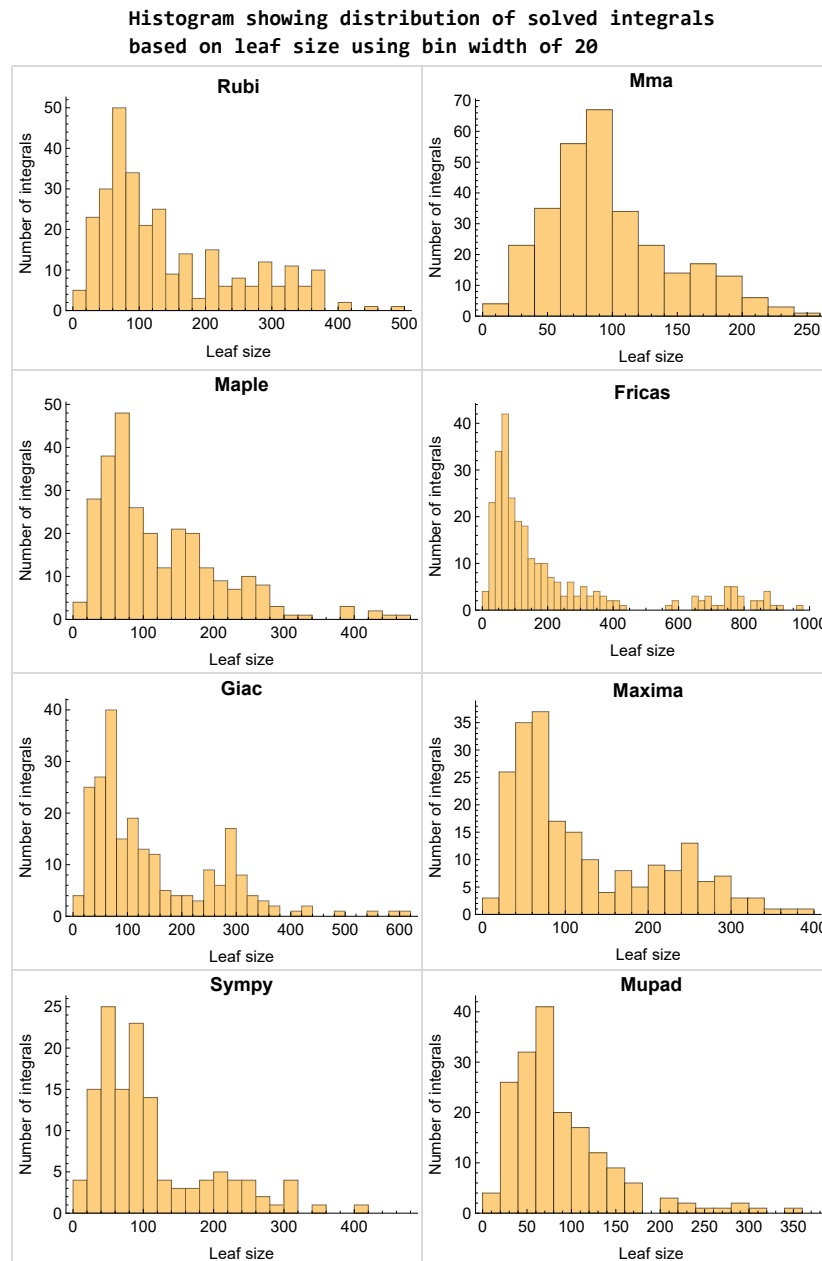 Histogram showing distribution of solved integrals
based on leaf size using bin width of 20
Rubi
Number of integrals
50
40
30
20
10
0
0 100 200 300 400 500
Leaf size
Mma
Number of integrals
70
60
50
40
30
20
10
0
0 50 100 150 200 250
Leaf size
Maple
Number of integrals
50
40
30
20
10
0
0 100 200 300 400
Leaf size
Fricas
Number of integrals
40
30
20
10
0
0 200 400 600 800 1000
Leaf size
Giac
Number of integrals
40
30
20
10
0
0 100 200 300 400 500 600
Leaf size
Maxima
Number of integrals
35
30
25
20
15
10
5
0
0 100 200 300 400
Leaf size
Sympy
Number of integrals
25
20
15
10
5
0
0 100 200 300 400
Leaf size
Mupad
Number of integrals
40
30
20
10
0
0 50 100 150 200 250 300 350
Leaf size